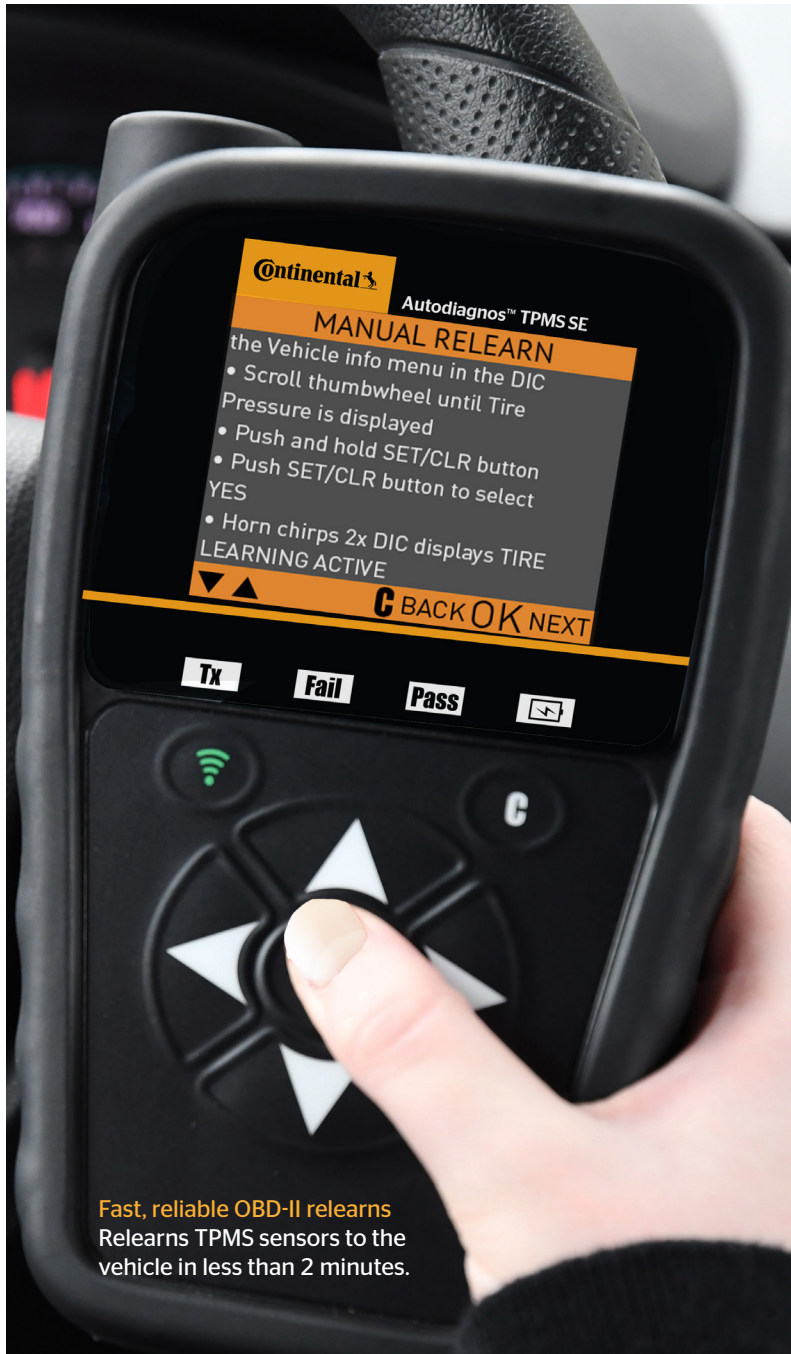 Continental
Autodiagnos™ TPMS SE
MANUAL RELEARN
the Vehicle info menu in the DIC
• Scroll thumbwheel until Tire
Pressure is displayed
• Push and hold SET/CLR button
• Push SET/CLR button to select
YES
• Horn chirps 2x DIC displays TIRE
LEARNING ACTIVE
C BACK OK NEXT
Tx Fail Pass
C
Fast, reliable OBD-II relearns
Relearns TPMS sensors to the
vehicle in less than 2 minutes.